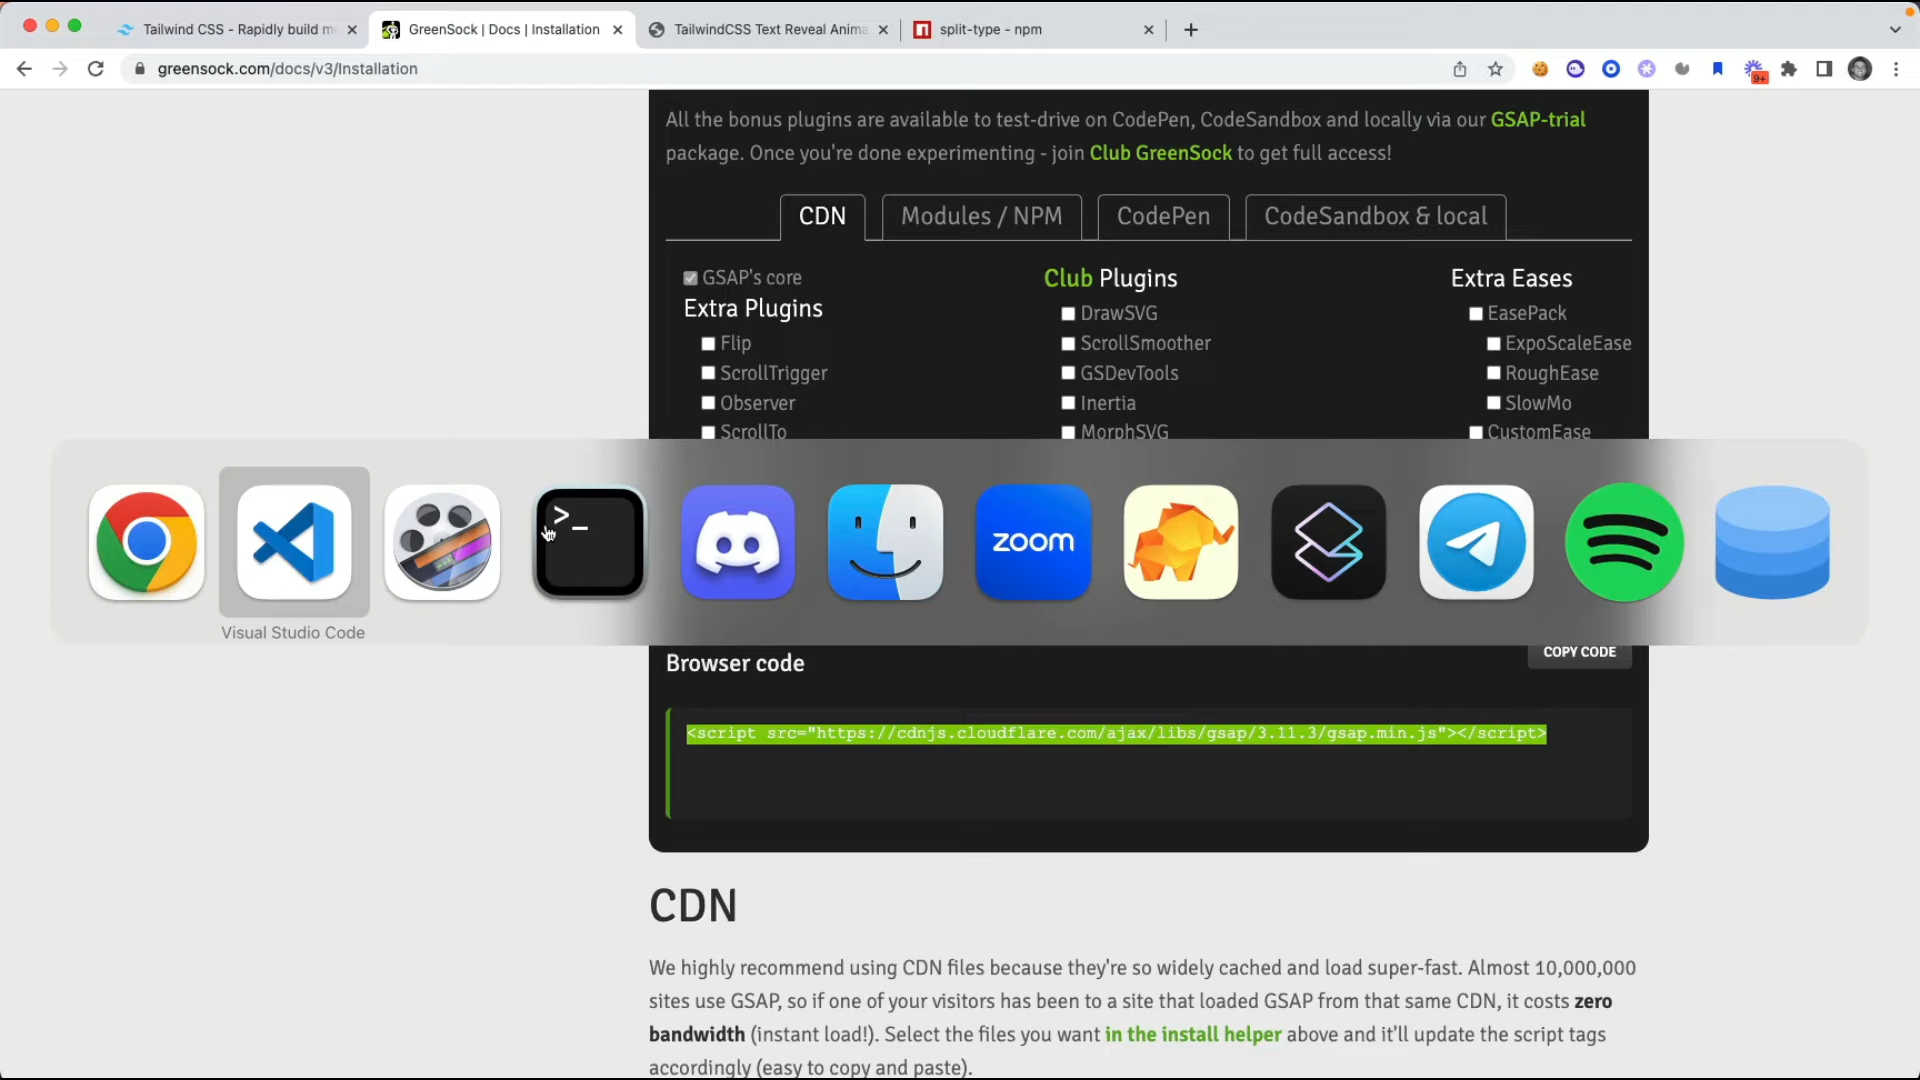 Tailwind CSS - Rapidly build m
GreenSock | Docs | Installation
TailwindCSS Text Reveal Anima
split-type - npm
greensock.com/docs/v3/Installation
9+
All the bonus plugins are available to test-drive on CodePen, CodeSandbox and locally via our GSAP-trial
package. Once you're done experimenting - join Club GreenSock to get full access!
CDN
Modules / NPM
CodePen
CodeSandbox & local
GSAP's core
Extra Plugins
Flip
ScrollTrigger
Observer
ScrollTo
Club Plugins
DrawSVG
ScrollSmoother
GSDevTools
Inertia
MorphSVG
Extra Eases
EasePack
ExpoScaleEase
RoughEase
SlowMo
CustomEase
>_
zoom
Visual Studio Code
Browser code
COPY CODE
<script src="https://cdnjs.cloudflare.com/ajax/libs/gsap/3.11.3/gsap.min.js"></script>
CDN
We highly recommend using CDN files because they're so widely cached and load super-fast. Almost 10,000,000
sites use GSAP, so if one of your visitors has been to a site that loaded GSAP from that same CDN, it costs zero
bandwidth (instant load!). Select the files you want in the install helper above and it'll update the script tags
accordingly (easy to copy and paste).